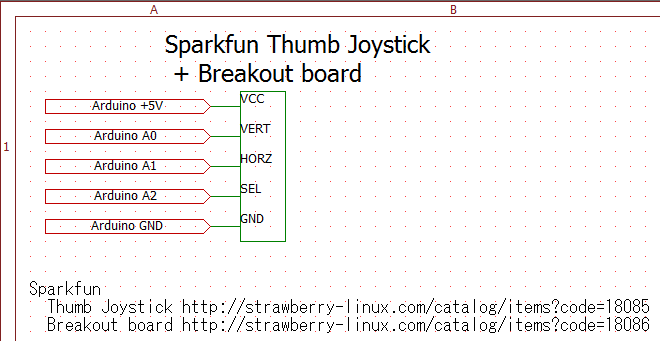 A B
Sparkfun Thumb Joystick
+ Breakout board
1
Arduino +5V VCC
Arduino A0 VERT
Arduino A1 HORZ
Arduino A2 SEL
Arduino GND GND
Sparkfun
Thumb Joystick http://strawberry-linux.com/catalog/items?code=18085
Breakout board http://strawberry-linux.com/catalog/items?code=18086